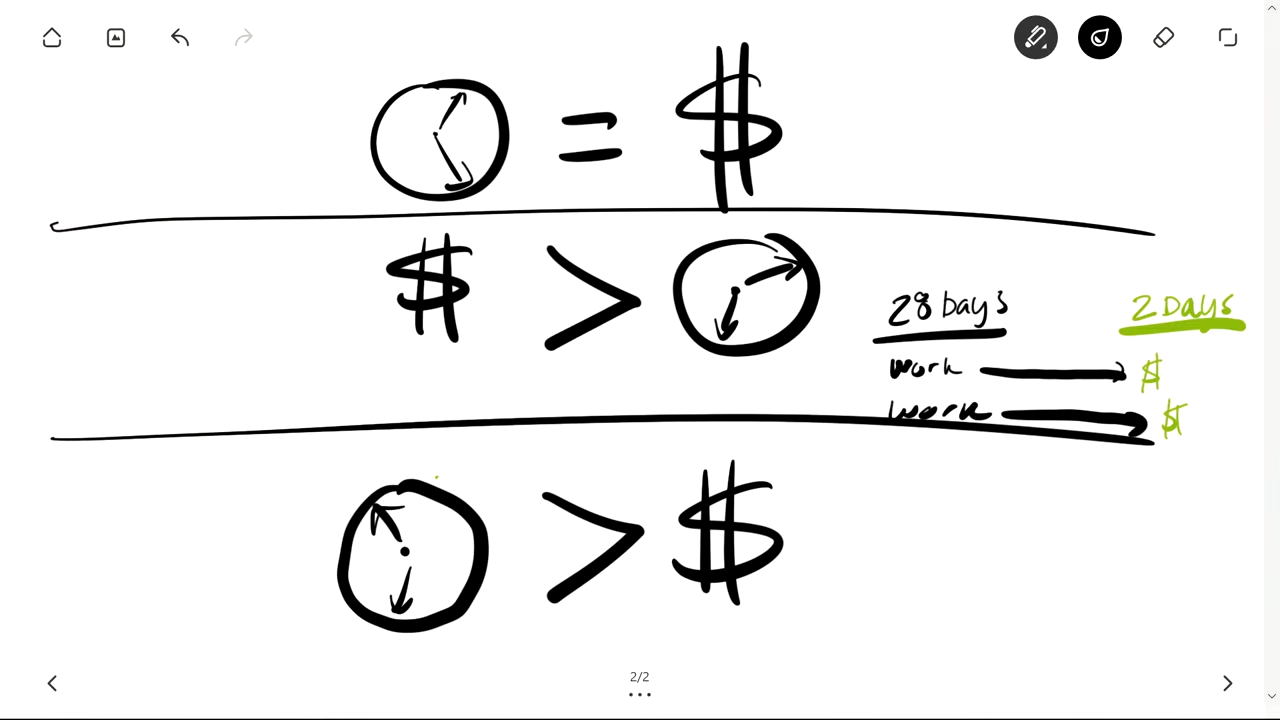 = $
$ >
28 Days 2 Days
work $
work $
> $
2/2